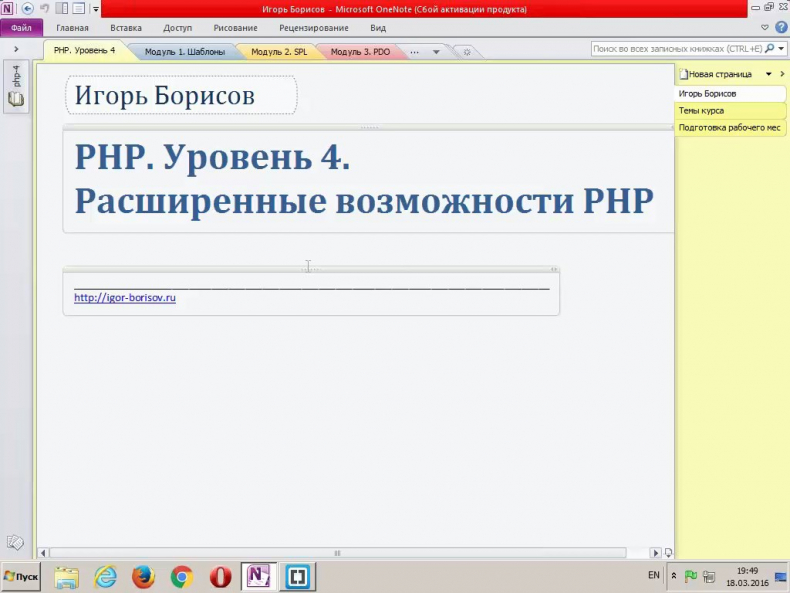 Игорь Борисов - Microsoft OneNote (Сбой активации продукта)
Файл Главная Вставка Доступ Рисование Рецензирование Вид
PHP. Уровень 4 Модуль 1. Шаблоны Модуль 2. SPL Модуль 3. PDO ... Поиск во всех записных книжках (CTRL+E)
php-4
Новая страница
Игорь Борисов
Темы курса
Подготовка рабочего мес
Игорь Борисов
PHP. Уровень 4.
Расширенные возможности PHP
http://igor-borisov.ru
Пуск
EN
19:49
18.03.2016